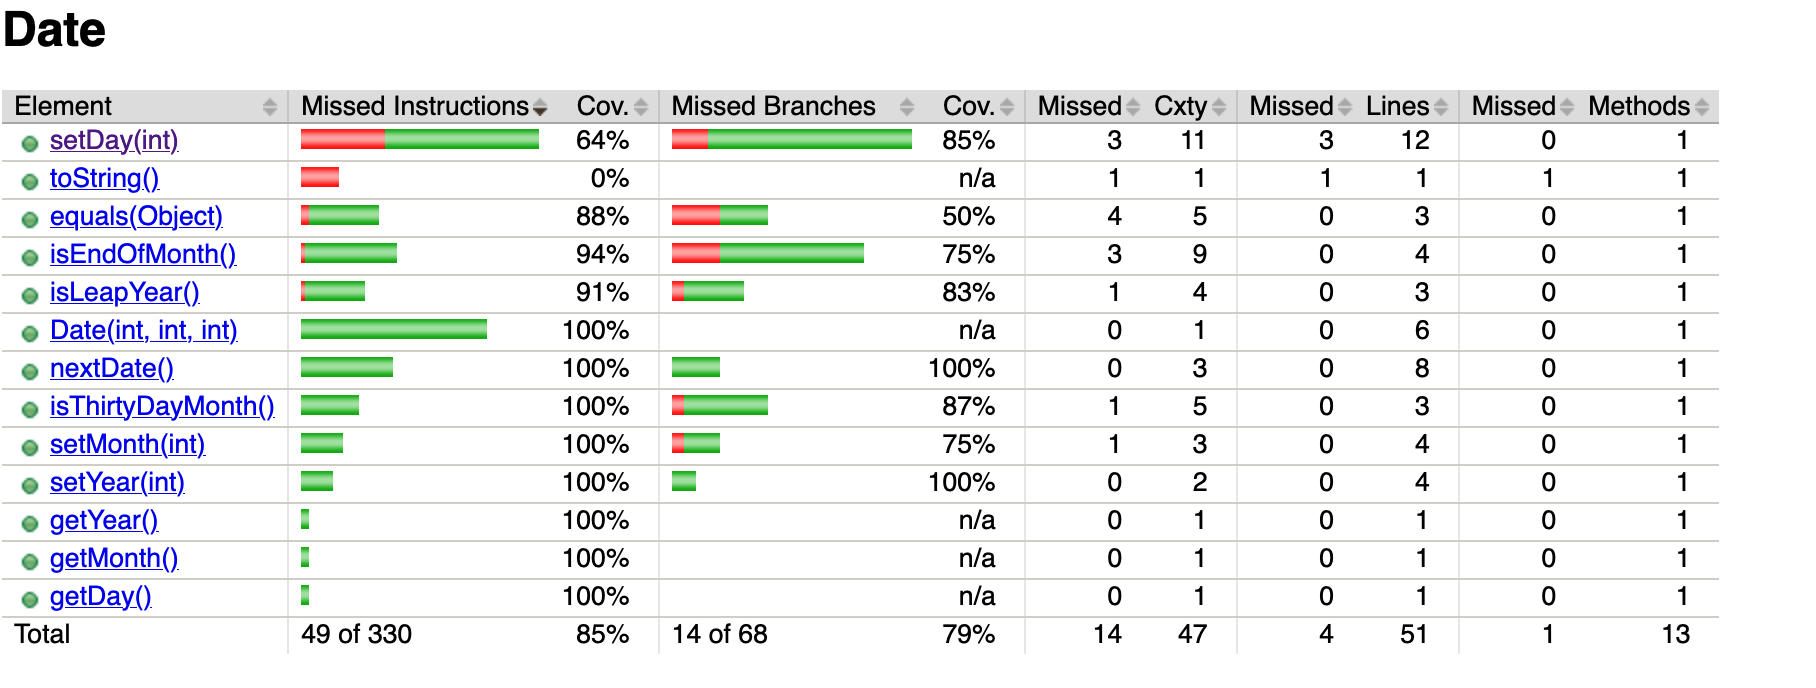 Date
Element Missed Instructions Cov. Missed Branches Cov. Missed Cxty Missed Lines Missed Methods
setDay(int) 64% 85% 3 11 3 12 0 1
toString() 0% n/a 1 1 1 1 1 1
equals(Object) 88% 50% 4 5 0 3 0 1
isEndOfMonth() 94% 75% 3 9 0 4 0 1
isLeapYear() 91% 83% 1 4 0 3 0 1
Date(int, int, int) 100% n/a 0 1 0 6 0 1
nextDate() 100% 100% 0 3 0 8 0 1
isThirtyDayMonth() 100% 87% 1 5 0 3 0 1
setMonth(int) 100% 75% 1 3 0 4 0 1
setYear(int) 100% 100% 0 2 0 4 0 1
getYear() 100% n/a 0 1 0 1 0 1
getMonth() 100% n/a 0 1 0 1 0 1
getDay() 100% n/a 0 1 0 1 0 1
Total 49 of 330 85% 14 of 68 79% 14 47 4 51 1 13